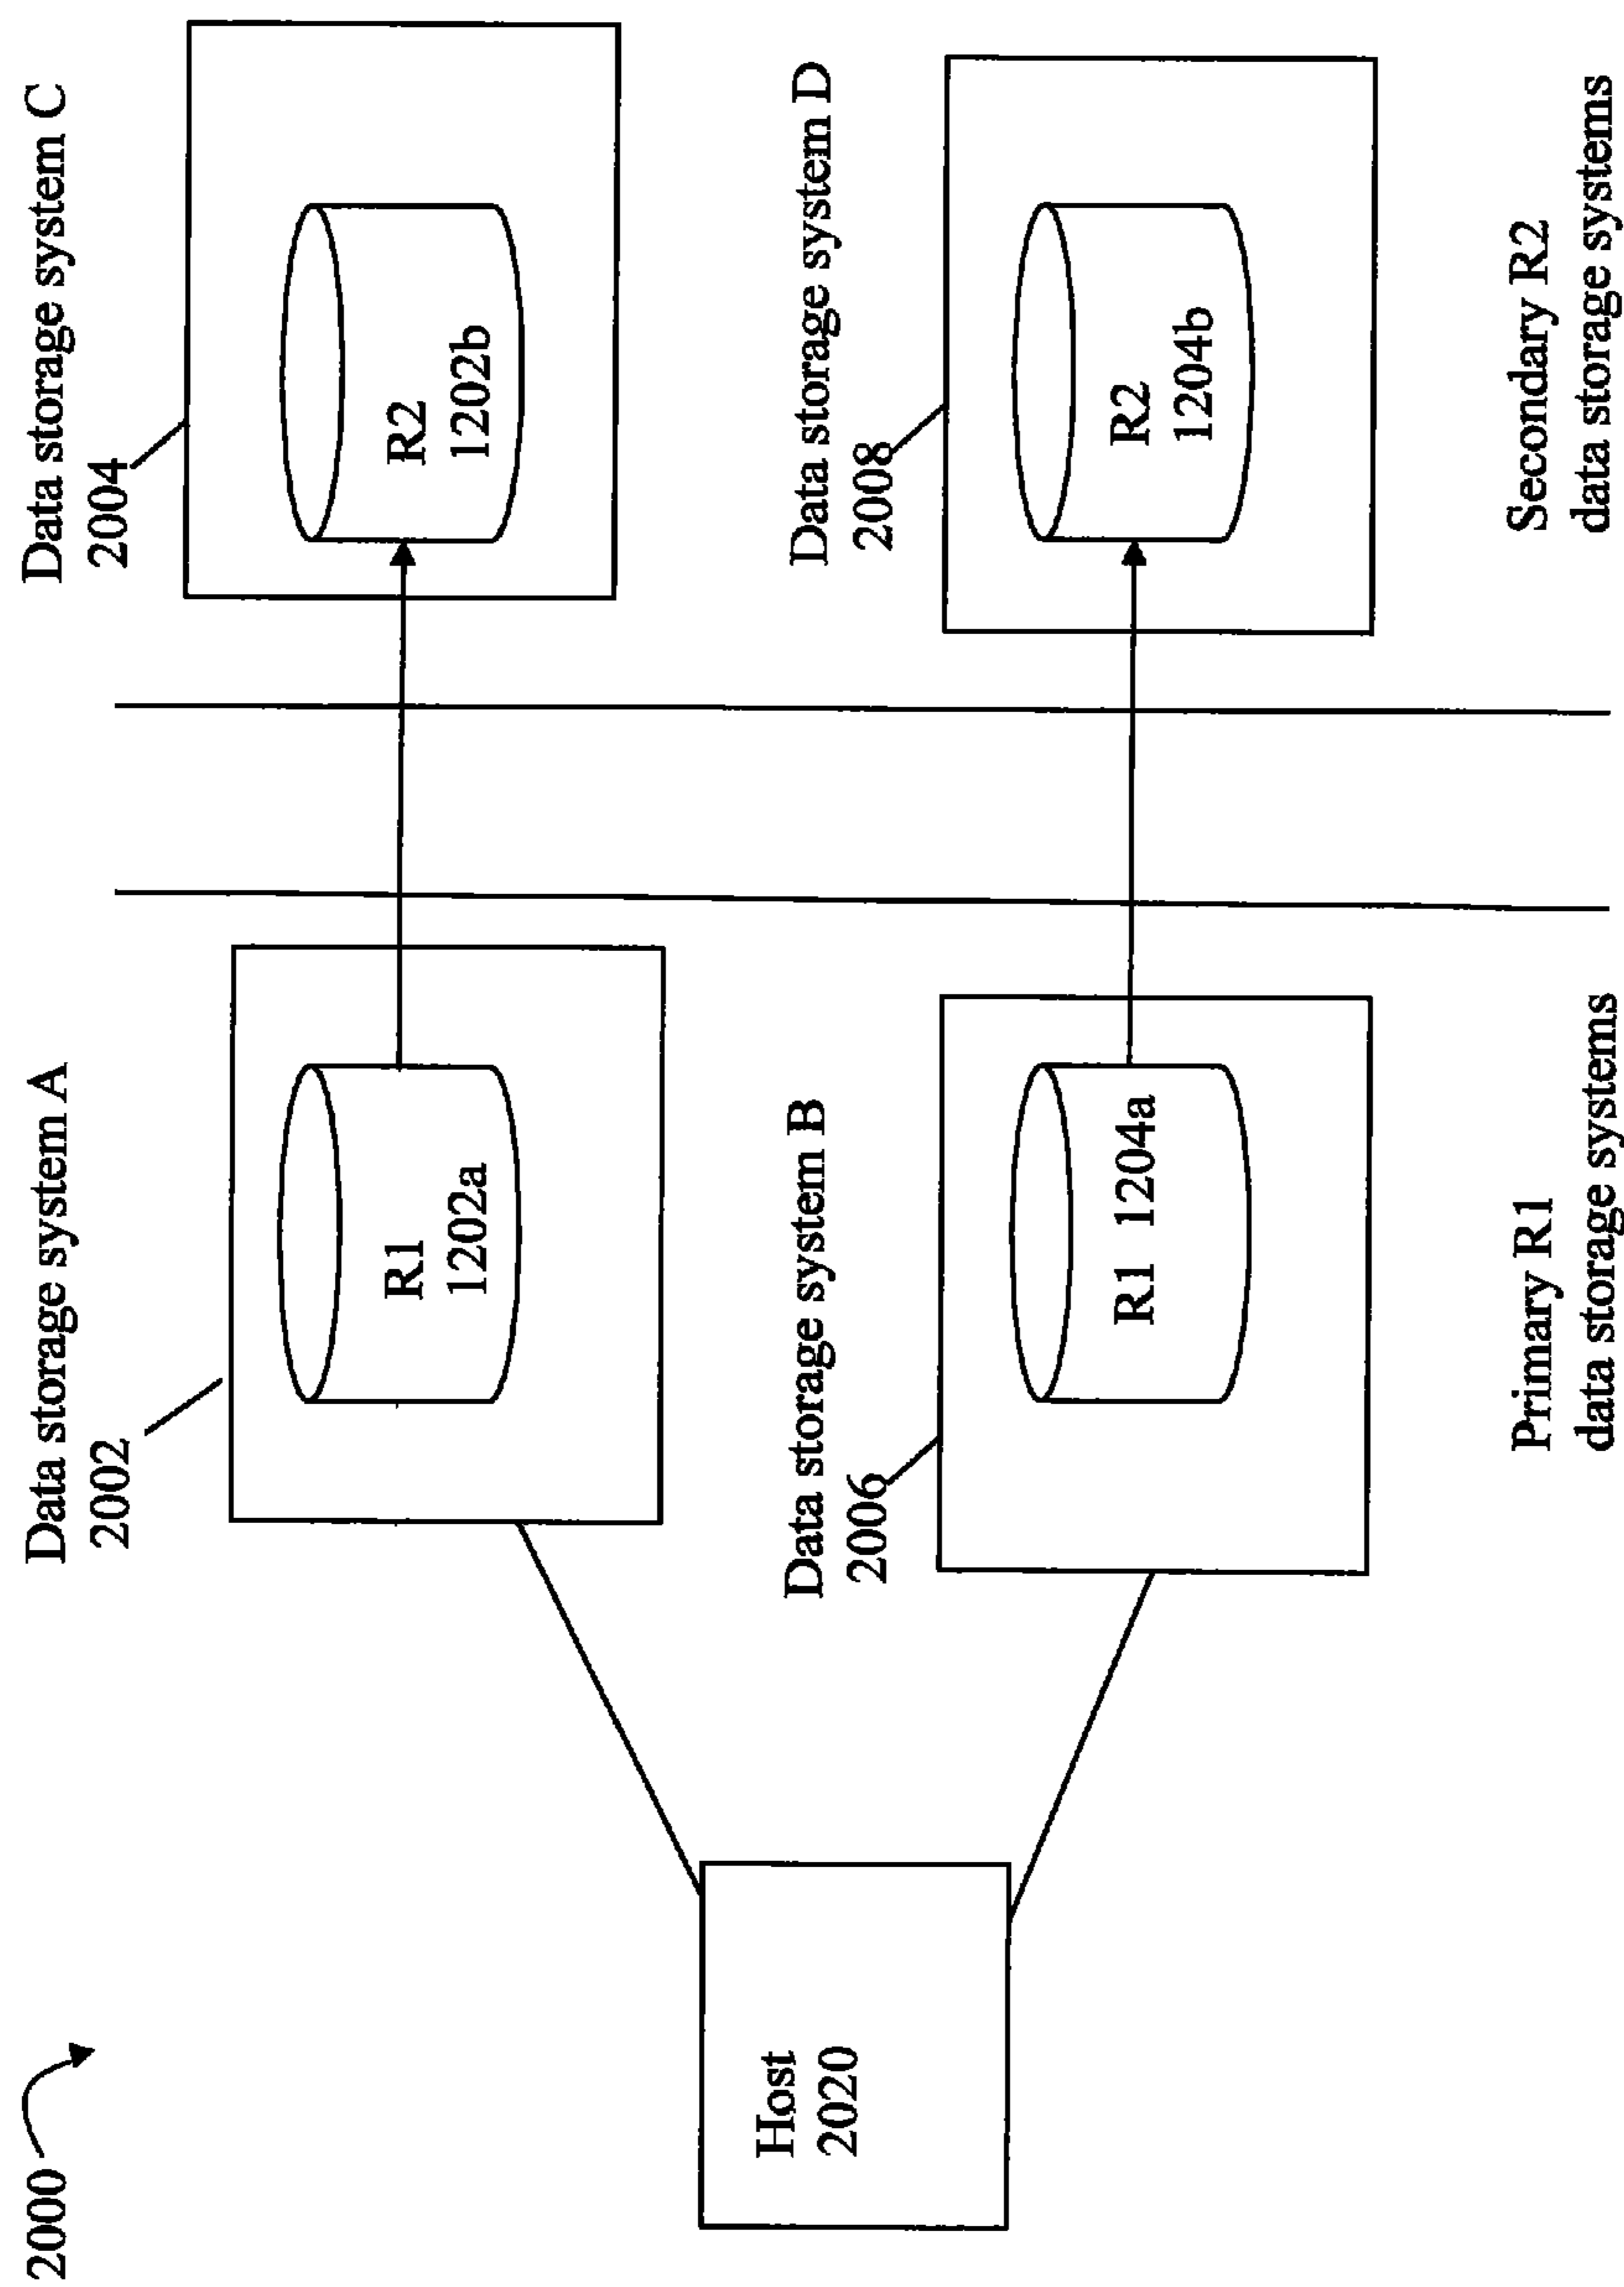 2000
Data storage system A
2002
R1
1202a
Data storage system C
2004
R2
1202b
Host
2020
Data storage system B
2006
R1 1204a
Data storage system D
2008
R2
1204b
Primary R1
data storage systems
Secondary R2
data storage systems